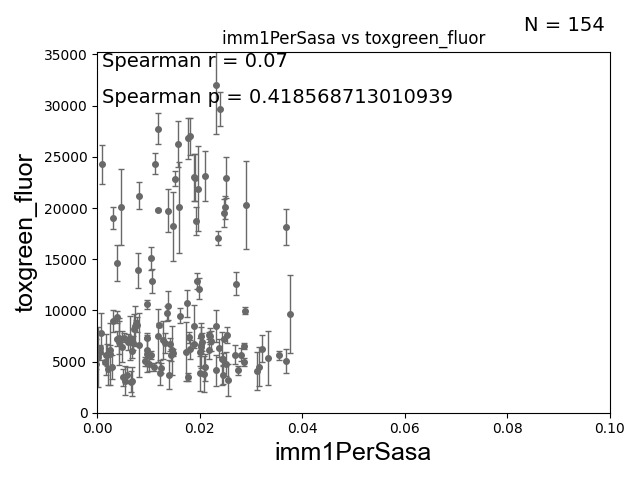 N = 154
imm1PerSasa vs toxgreen_fluor
Spearman r = 0.07
Spearman p = 0.418568713010939
35000
30000
25000
20000
15000
10000
5000
0
toxgreen_fluor
0.00 0.02 0.04 0.06 0.08 0.10
imm1PerSasa